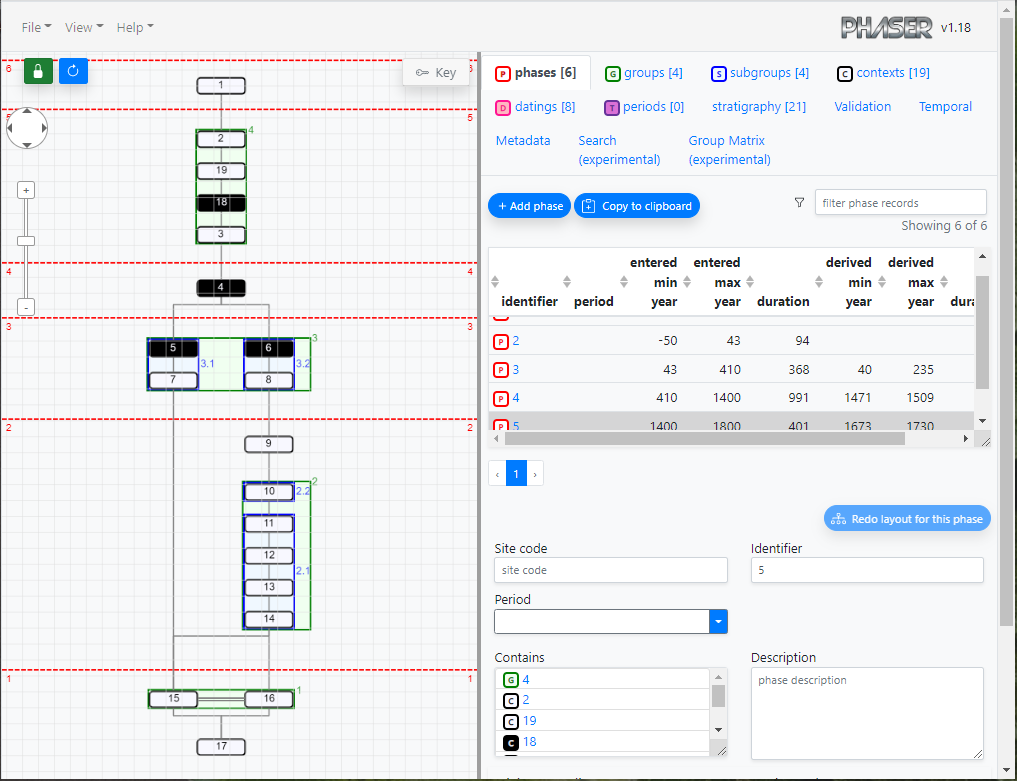 File View Help
PHASER v1.18
6 6
Key
1
5 5
4
2
19
18
3
4 4
4
3 3
3
5 6
3.1 3.2
7 8
2 2
9
2
10 2.2
11
12
2.1
13
14
1 1
1
15 16
17
P phases [6] G groups [4] S subgroups [4] C contexts [19]
D datings [8] T periods [0] stratigraphy [21] Validation Temporal
Metadata Search (experimental) Group Matrix (experimental)
+ Add phase Copy to clipboard filter phase records
Showing 6 of 6
identifier period entered min year entered max year duration derived min year derived max year dura
P 2 -50 43 94
P 3 43 410 368 40 235
P 4 410 1400 991 1471 1509
P 5 1400 1800 401 1673 1730
‹ 1 ›
Redo layout for this phase
Site code Identifier
site code 5
Period
Contains Description
G 4 phase description
C 2
C 19
C 18